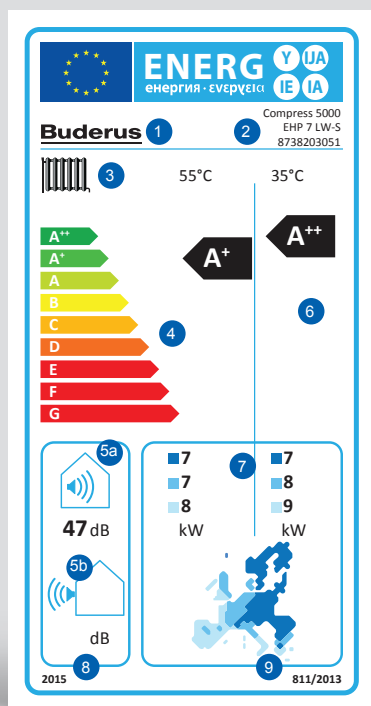 ENERG Y IJA
енергия · ενεργεια IE IA
Compress 5000
Buderus 1 2 EHP 7 LW-S
8738203051
3 55°C 35°C
A++ A+ A++
A+
A
B 6
C 4
D
E
F
G
5a
7 7 7
7 8
8 9
47 dB kW kW
5b
dB
8 9
2015 811/2013